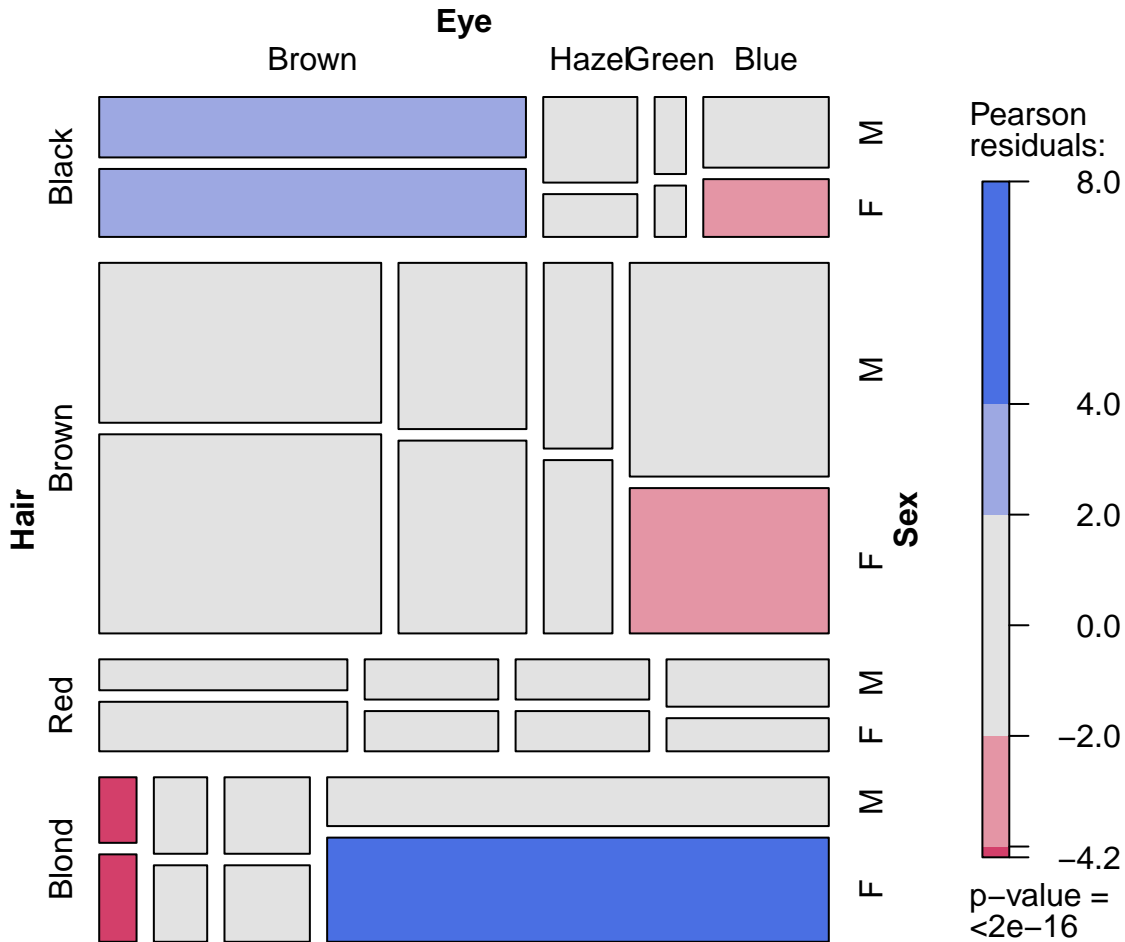 Eye
Brown
Hazel
Green
Blue
Hair
Black
Brown
Red
Blond
M
F
M
F
M
F
M
F
Sex
Pearson
residuals:
8.0
4.0
2.0
0.0
−2.0
−4.2
p−value =
<2e−16